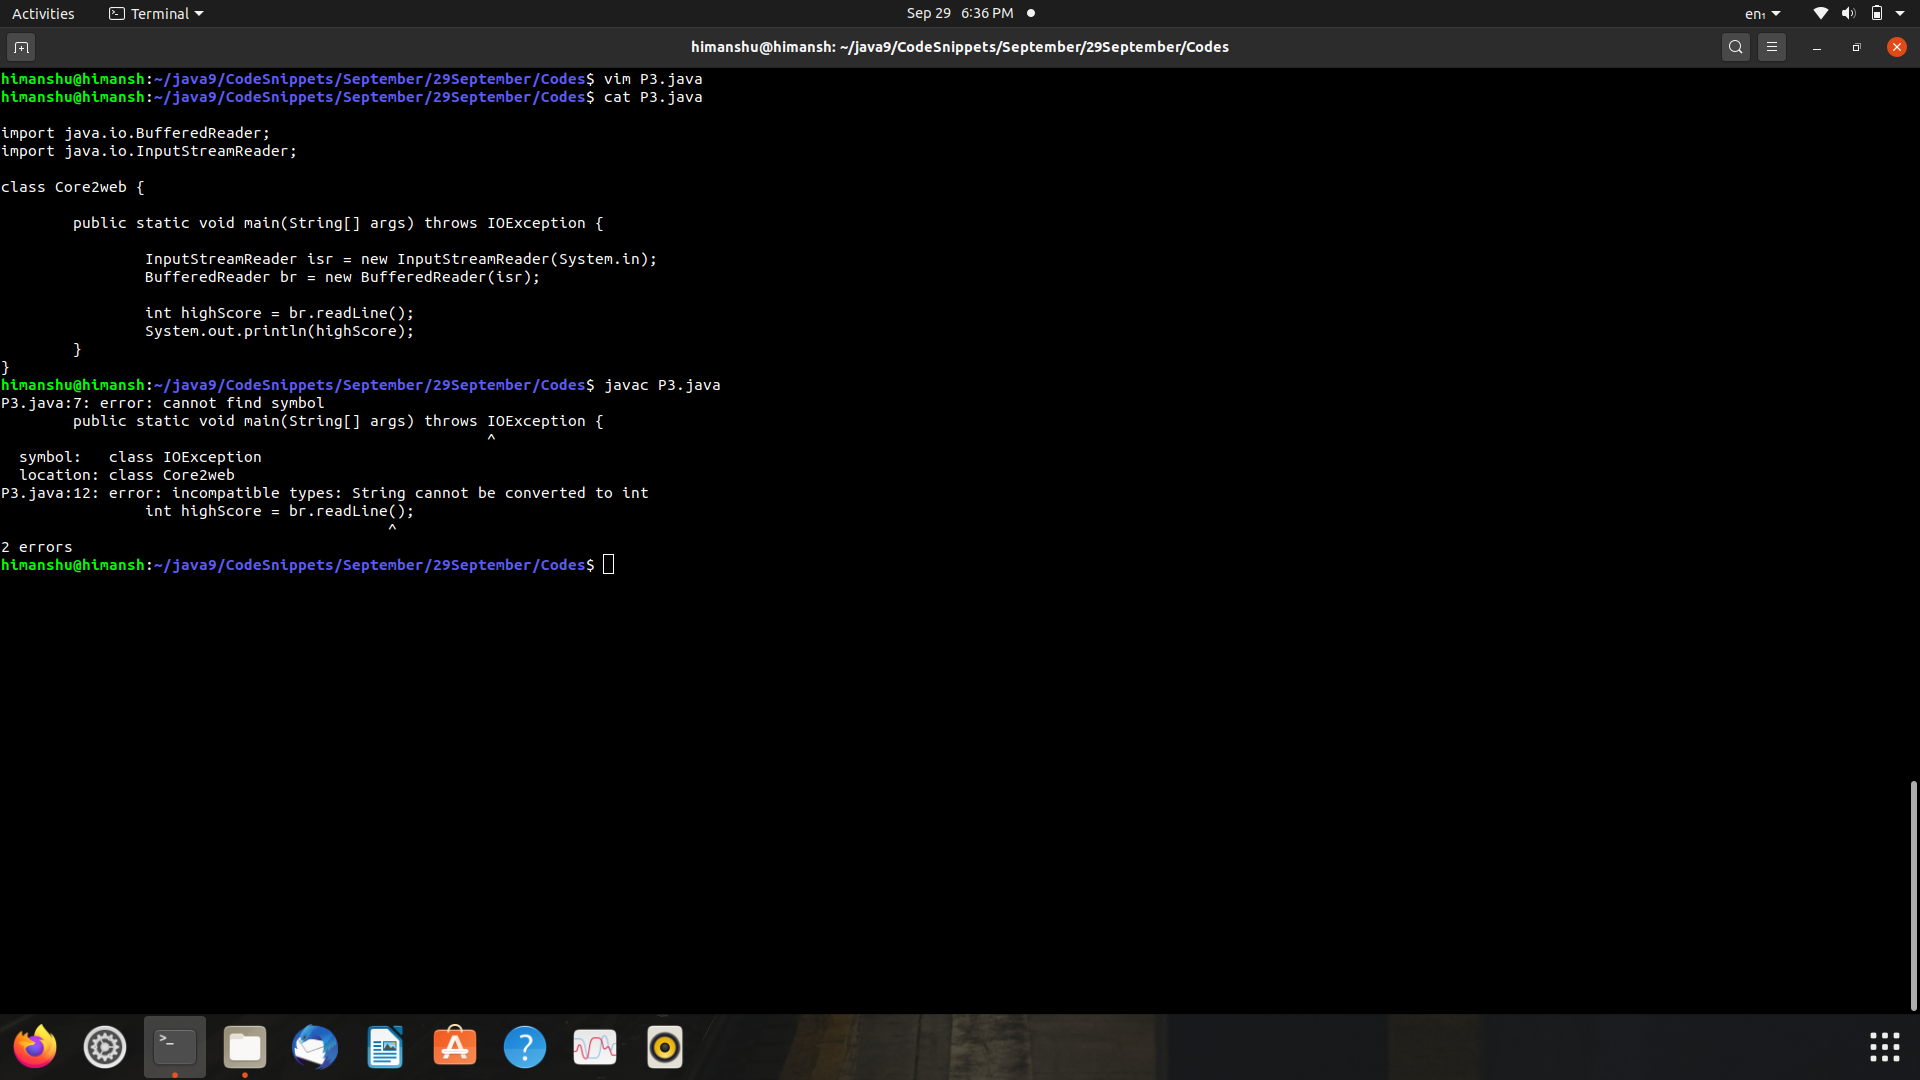 Activities
Terminal
Sep 29 6:36 PM
en₁
himanshu@himansh: ~/java9/CodeSnippets/September/29September/Codes
himanshu@himansh:~/java9/CodeSnippets/September/29September/Codes$ vim P3.java
himanshu@himansh:~/java9/CodeSnippets/September/29September/Codes$ cat P3.java
import java.io.BufferedReader;
import java.io.InputStreamReader;
class Core2web {
public static void main(String[] args) throws IOException {
InputStreamReader isr = new InputStreamReader(System.in);
BufferedReader br = new BufferedReader(isr);
int highScore = br.readLine();
System.out.println(highScore);
}
}
himanshu@himansh:~/java9/CodeSnippets/September/29September/Codes$ javac P3.java
P3.java:7: error: cannot find symbol
public static void main(String[] args) throws IOException {
^
symbol:   class IOException
location: class Core2web
P3.java:12: error: incompatible types: String cannot be converted to int
int highScore = br.readLine();
^
2 errors
himanshu@himansh:~/java9/CodeSnippets/September/29September/Codes$